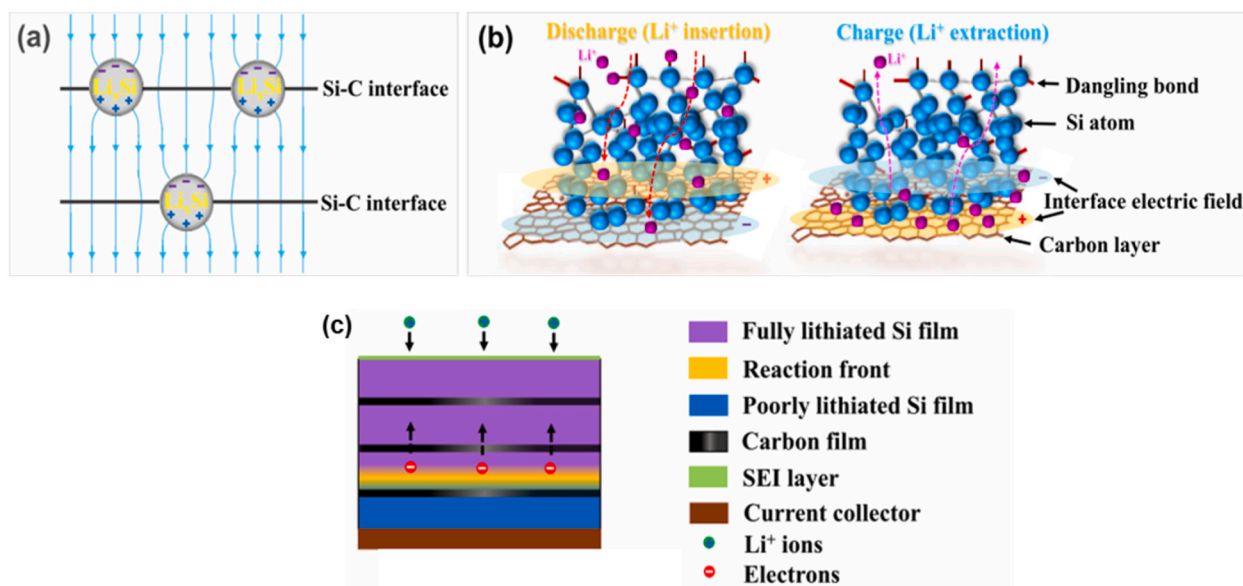 (a)
LiₓSi
LiₓSi
Si-C interface
LiₓSi
Si-C interface
(b)
Discharge (Li⁺ insertion)
Charge (Li⁺ extraction)
Li⁺
Li⁺
Dangling bond
Si atom
Interface electric field
Carbon layer
(c)
Fully lithiated Si film
Reaction front
Poorly lithiated Si film
Carbon film
SEI layer
Current collector
Li⁺ ions
Electrons